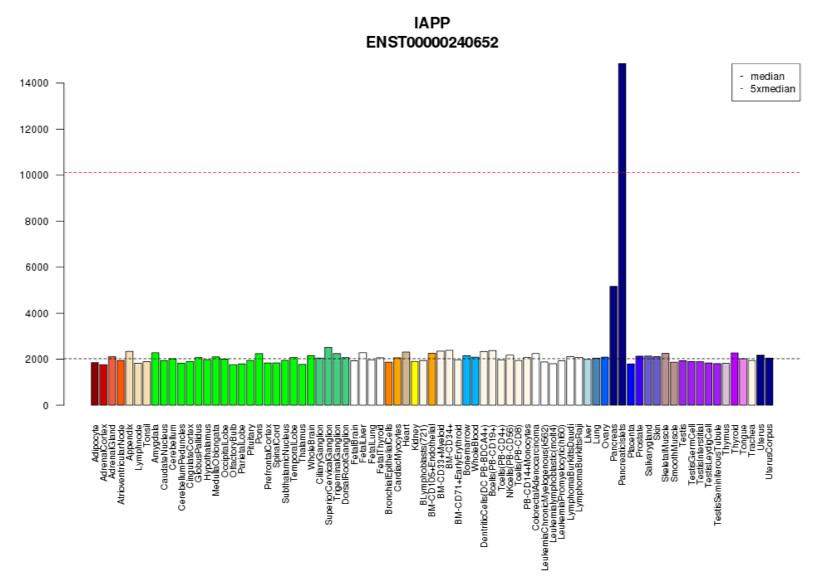 IAPP
ENST00000240652
median
5xmedian
14000
12000
10000
8000
6000
4000
2000
0
Adipocyte
AdrenalCortex
AdrenalGland
AtrioventricularNode
Appendix
Lymphnode
Tonsil
Amygdala
CaudateNucleus
Cerebellum
CerebellumPeduncles
CingulateCortex
GlobusPallidus
Hypothalamus
MedullaOblongata
OccipitalLobe
OlfactoryBulb
ParietalLobe
Pituitary
Pons
PrefrontalCortex
SpinalCord
SubthalamicNucleus
TemporalLobe
Thalamus
WholeBrain
CiliaryGanglion
SuperiorCervicalGanglion
TrigeminalGanglion
DorsalRootGanglion
FetalBrain
FetalLiver
FetalLung
FetalThyroid
BronchialEpithelialCells
CardiacMyocytes
Heart
Kidney
BLymphoblasts(721)
BM-CD105+Endothelial
BM-CD33+Myeloid
BM-CD34+
BM-CD71+EarlyErythroid
Bonemarrow
WholeBlood
DentriticCells(DC_PB-BDCA4+)
Bcells(PB-CD19+)
Tcells(PB-CD4+)
NKcells(PB-CD56)
Tcells(PB-CD8)
PB-CD14+Monocytes
ColorectalAdenocarcinoma
LeukemiaChronicMyelogenous(k562)
Leukemialymphoblastic(molt4)
LeukemiaPromyelocytic(hl60)
LymphomaBurkittsDaudi
LymphomaBurkittsRaji
Liver
Lung
Ovary
Pancreas
PancreaticIslets
Placenta
Prostate
Salivarygland
Skin
SkeletalMuscle
SmoothMuscle
Testis
TestisGermCell
TestisInterstitial
TestisLeydigCell
TestisSeminiferousTubule
Thymus
Thyroid
Tongue
Trachea
Uterus
UterusCorpus